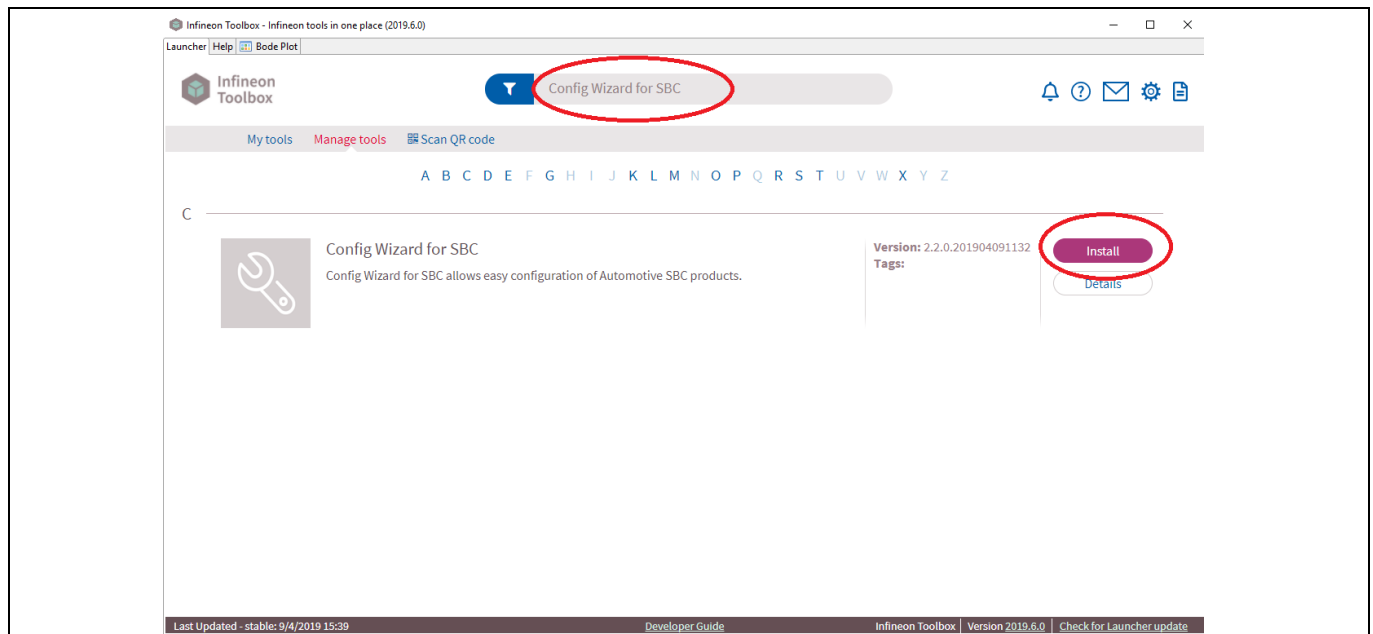 Infineon Toolbox - Infineon tools in one place (2019.6.0)
Launcher Help Bode Plot
Infineon Toolbox
Config Wizard for SBC
My tools Manage tools Scan QR code
A B C D E F G H I J K L M N O P Q R S T U V W X Y Z
C
Config Wizard for SBC
Config Wizard for SBC allows easy configuration of Automotive SBC products.
Version: 2.2.0.201904091132
Tags:
Install
Details
Last Updated - stable: 9/4/2019 15:39 Developer Guide Infineon Toolbox Version 2019.6.0 Check for Launcher update